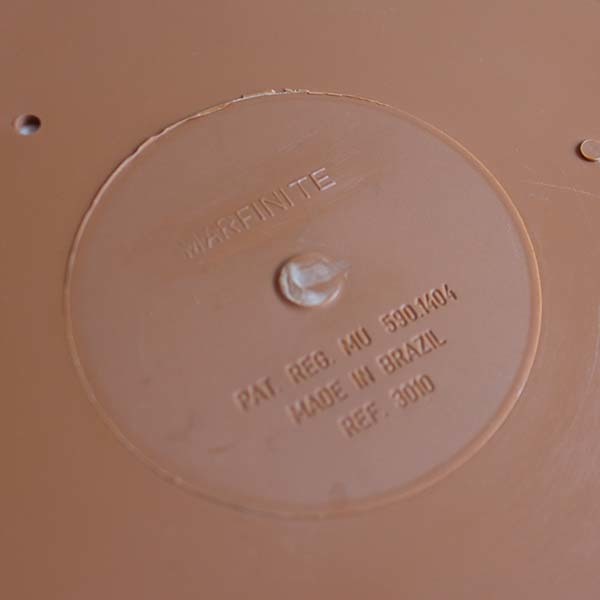 MARFINITE
PAT. REG. MU 590.1404
MADE IN BRAZIL
REF. 3010